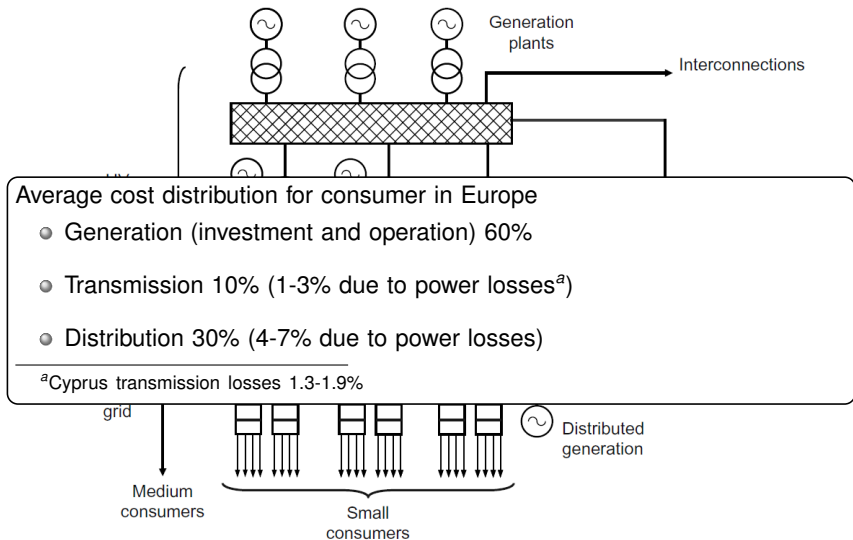 Generation
plants
Interconnections
Average cost distribution for consumer in Europe
Generation (investment and operation) 60%
Transmission 10% (1-3% due to power losses^a)
Distribution 30% (4-7% due to power losses)
^aCyprus transmission losses 1.3-1.9%
grid
Distributed
generation
Medium
consumers
Small
consumers